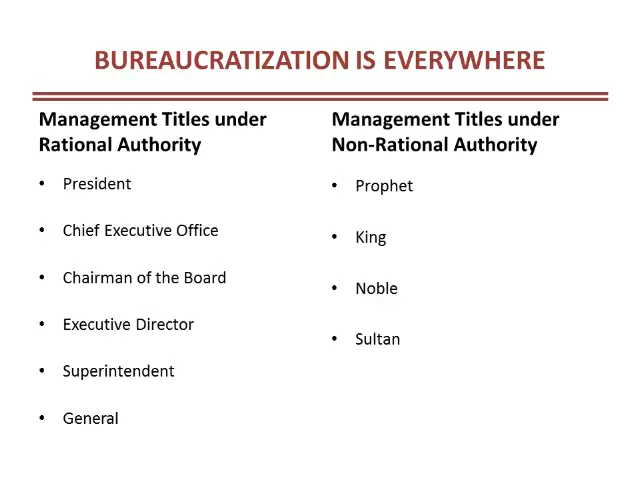 BUREAUCRATIZATION IS EVERYWHERE
Management Titles under
Rational Authority
• President
• Chief Executive Office
• Chairman of the Board
• Executive Director
• Superintendent
• General
Management Titles under
Non-Rational Authority
• Prophet
• King
• Noble
• Sultan